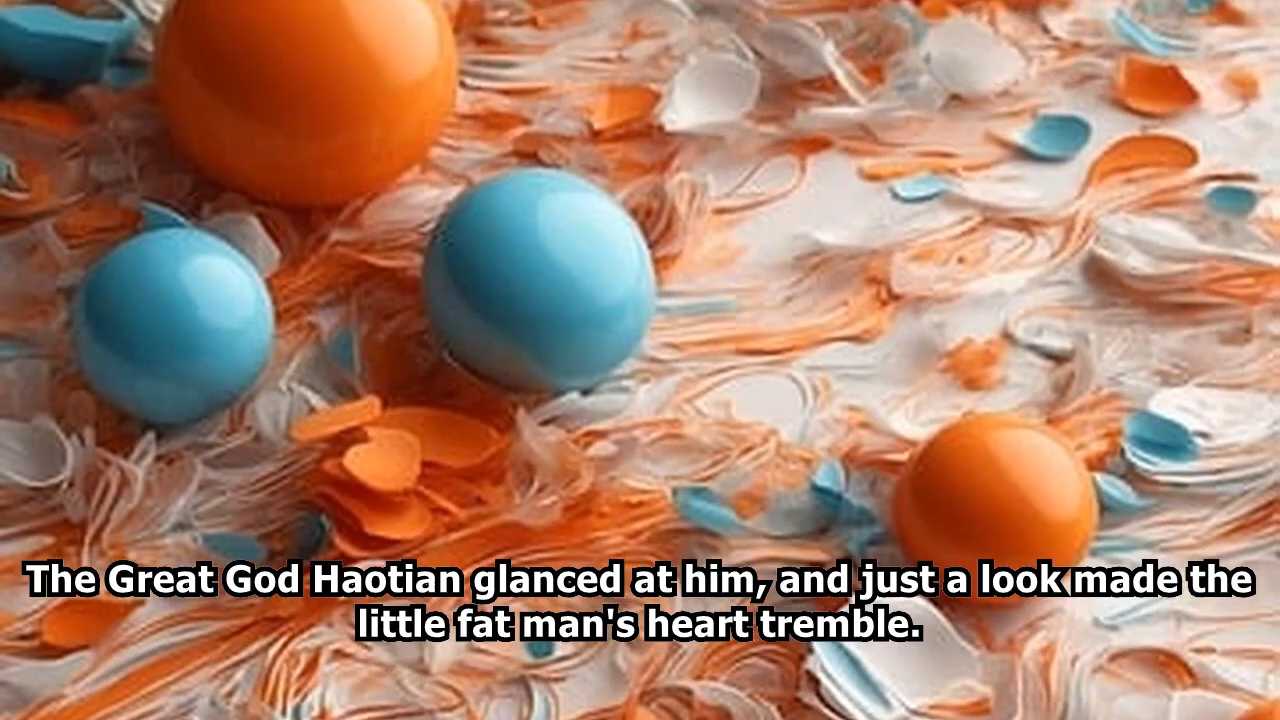 The Great God Haotian glanced at him, and just a look made the
little fat man's heart tremble.